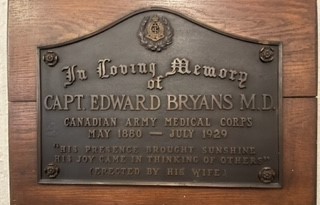 In Loving Memory
of
CAPT. EDWARD BRYANS M.D.
CANADIAN ARMY MEDICAL CORPS
MAY 1880 — JULY 1929
"HIS PRESENCE BROUGHT SUNSHINE
HIS JOY CAME IN THINKING OF OTHERS"
(ERECTED BY HIS WIFE)